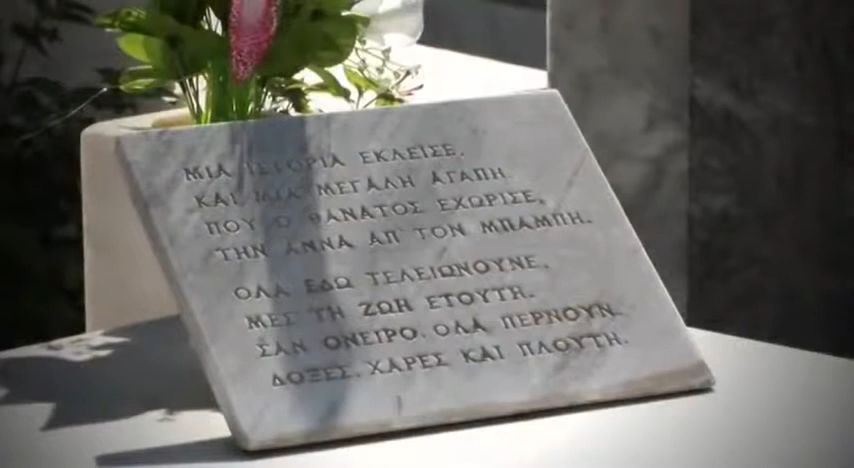 ΜΙΑ ΙΣΤΟΡΙΑ ΕΚΛΕΙΣΕ.
ΚΑΙ ΜΙΑ ΜΕΓΑΛΗ ΑΓΑΠΗ.
ΠΟΥ Ο ΘΑΝΑΤΟΣ ΕΧΩΡΙΣΕ,
ΤΗΝ ΑΝΝΑ ΑΠ' ΤΟΝ ΜΠΑΜΠΗ.
ΟΛΑ ΕΔΩ ΤΕΛΕΙΩΝΟΥΝΕ.
ΜΕΣ ΤΗ ΖΩΗ ΕΤΟΥΤΗ.
ΣΑΝ ΟΝΕΙΡΟ. ΟΛΑ ΠΕΡΝΟΥΝ.
ΔΟΞΕΣ. ΧΑΡΕΣ ΚΑΙ ΠΛΟΥΤΗ.